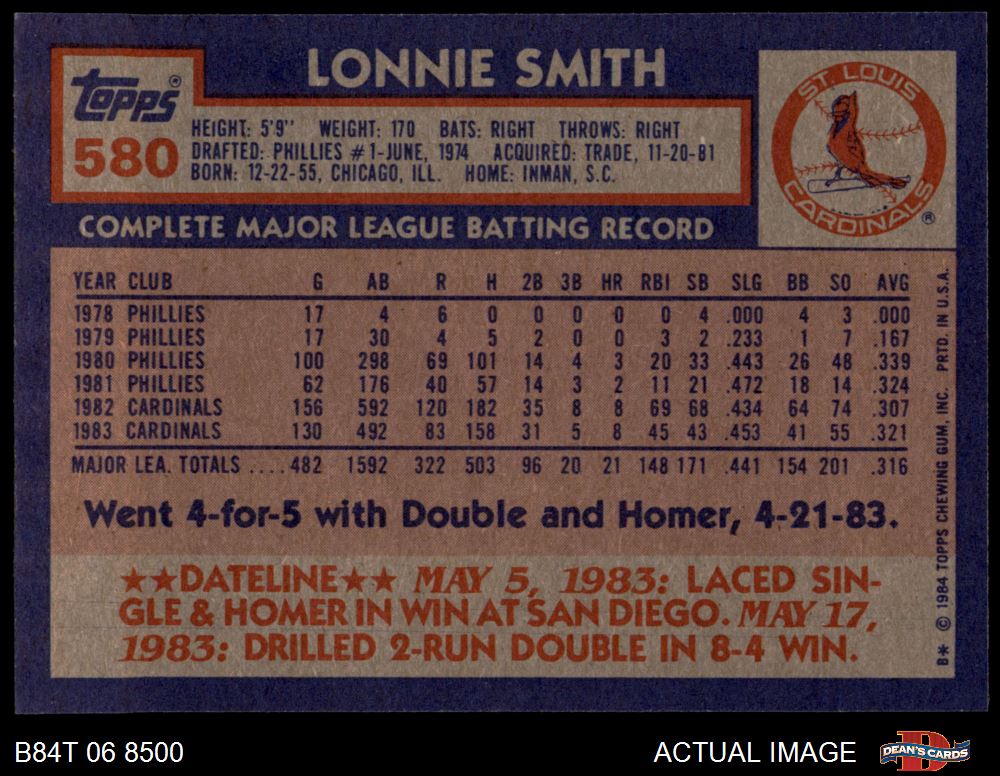 LONNIE SMITH
Topps®
580
HEIGHT: 5'9" WEIGHT: 170 BATS: RIGHT THROWS: RIGHT
DRAFTED: PHILLIES #1-JUNE, 1974 ACQUIRED: TRADE, 11-20-81
BORN: 12-22-55, CHICAGO, ILL. HOME: INMAN, S.C.
ST. LOUIS
CARDINALS®
COMPLETE MAJOR LEAGUE BATTING RECORD
YEAR CLUB G AB R H 2B 3B HR RBI SB SLG BB SO AVG
1978 PHILLIES 17 4 6 0 0 0 0 0 4 .000 4 3 .000
1979 PHILLIES 17 30 4 5 2 0 0 3 2 .233 1 7 .167
1980 PHILLIES 100 298 69 101 14 4 3 20 33 .443 26 48 .339
1981 PHILLIES 62 176 40 57 14 3 2 11 21 .472 18 14 .324
1982 CARDINALS 156 592 120 182 35 8 8 69 68 .434 64 74 .307
1983 CARDINALS 130 492 83 158 31 5 8 45 43 .453 41 55 .321
MAJOR LEA. TOTALS .... 482 1592 322 503 96 20 21 148 171 .441 154 201 .316
Went 4-for-5 with Double and Homer, 4-21-83.
★★DATELINE★★ MAY 5, 1983: LACED SIN-
GLE & HOMER IN WIN AT SAN DIEGO. MAY 17,
1983: DRILLED 2-RUN DOUBLE IN 8-4 WIN.
B* © 1984 TOPPS CHEWING GUM, INC. PRTD. IN U.S.A.
B84T 06 8500
ACTUAL IMAGE
D
DEAN'S CARDS